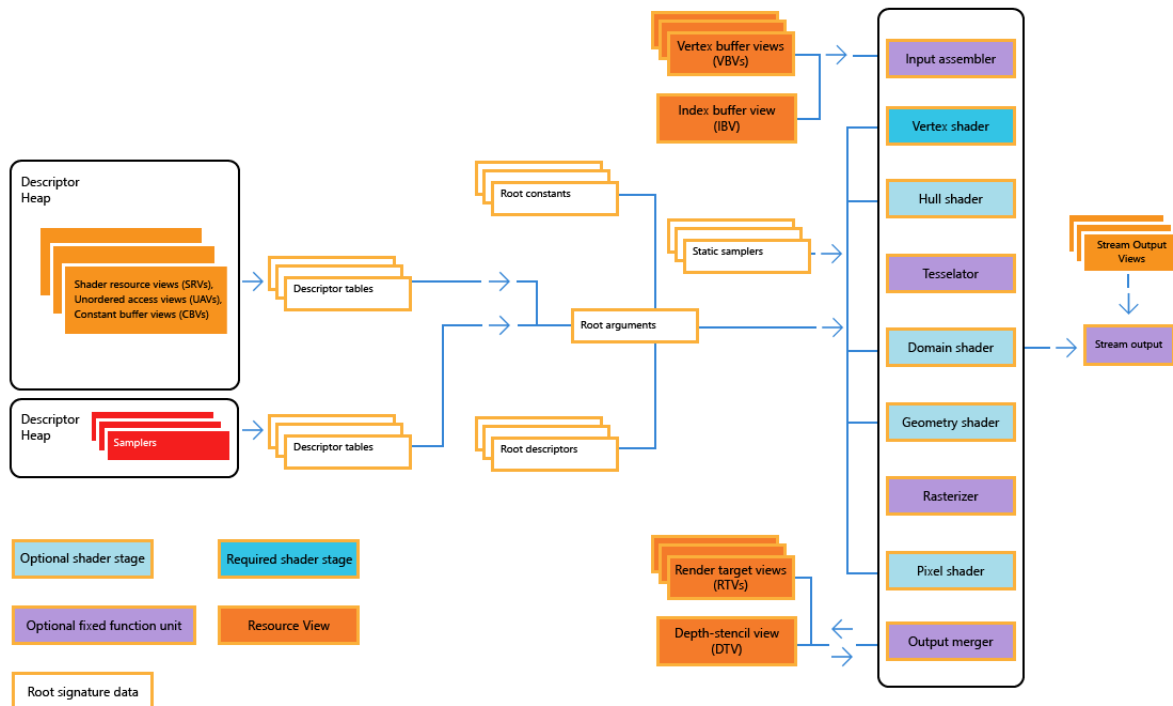 Vertex buffer views
(VBVs)
Index buffer view
(IBV)
Input assembler
Vertex shader
Hull shader
Tesselator
Domain shader
Geometry shader
Rasterizer
Pixel shader
Output merger
Descriptor
Heap
Shader resource views (SRVs),
Unordered access views (UAVs),
Constant buffer views (CBVs)
Descriptor tables
Root constants
Static samplers
Root arguments
Stream Output
Views
Stream output
Descriptor
Heap
Samplers
Descriptor tables
Root descriptors
Render target views
(RTVs)
Depth-stencil view
(DTV)
Optional shader stage
Required shader stage
Optional fixed function unit
Resource View
Root signature data